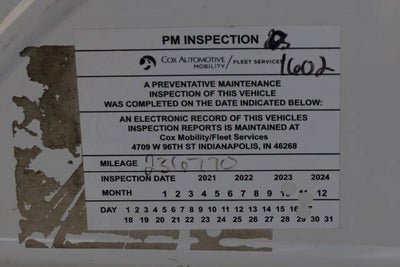 PM INSPECTION
COX AUTOMOTIVE
MOBILITY / FLEET SERVICES
1602
A PREVENTATIVE MAINTENANCE
INSPECTION OF THIS VEHICLE
WAS COMPLETED ON THE DATE INDICATED BELOW:
AN ELECTRONIC RECORD OF THIS VEHICLES
INSPECTION REPORTS IS MAINTAINED AT
Cox Mobility/Fleet Services
4709 W 96TH ST INDIANAPOLIS, IN 46268
MILEAGE
INSPECTION DATE 2021 2022 2023 2024
MONTH 1 2 3 4 5 6 7 8 9 10 12
DAY 1 2 3 4 5 6 7 8 9 10 11 12 13 14 15 16
18 19 20 21 22 23 24 25 26 27 28 29 30 31